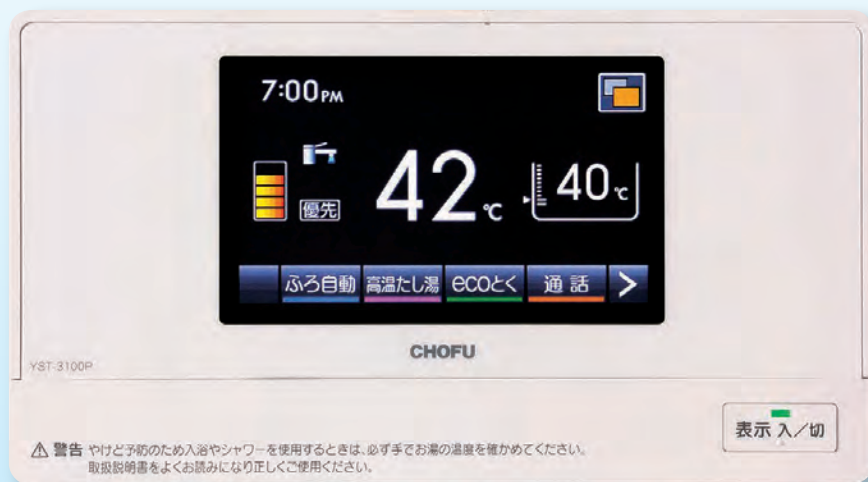 7:00PM
優先
42℃
40℃
ふろ自動 高温たし湯 ecoとく 通話 >
CHOFU
YST-3100P
表示 入/切
⚠ 警告 やけど予防のため入浴やシャワーを使用するときは、必ず手でお湯の温度を確かめてください。
取扱説明書をよくお読みになり正しくご使用ください。